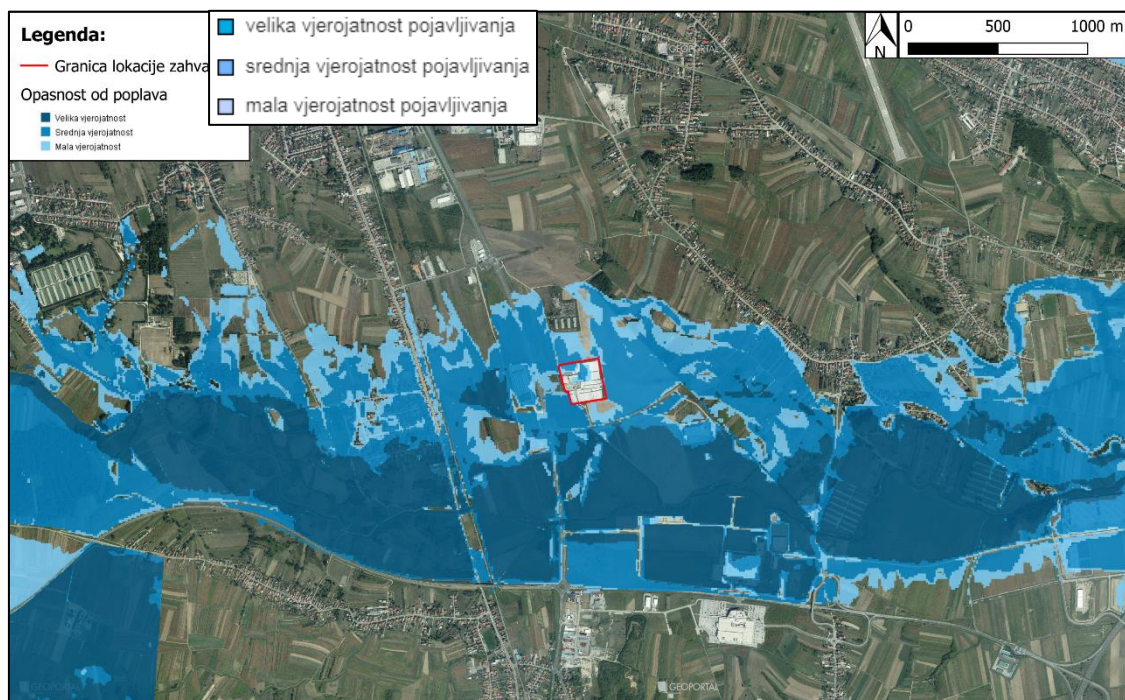 Legenda:
Granica lokacije zahva
Opasnost od poplava
Velika vjerojatnost
Srednja vjerojatnost
Mala vjerojatnost
velika vjerojatnost pojavljivanja
srednja vjerojatnost pojavljivanja
mala vjerojatnost pojavljivanja
N
0 500 1000 m
GEOPORTAL
GEOPORTAL
GEOPORTAL